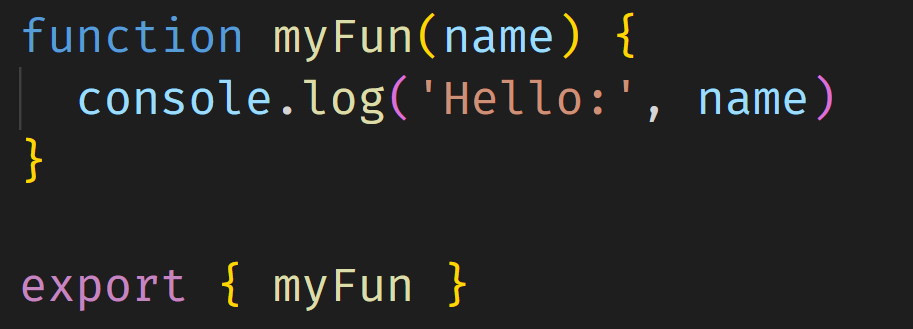 function myFun(name) {
  console.log('Hello:', name)
}

export { myFun }